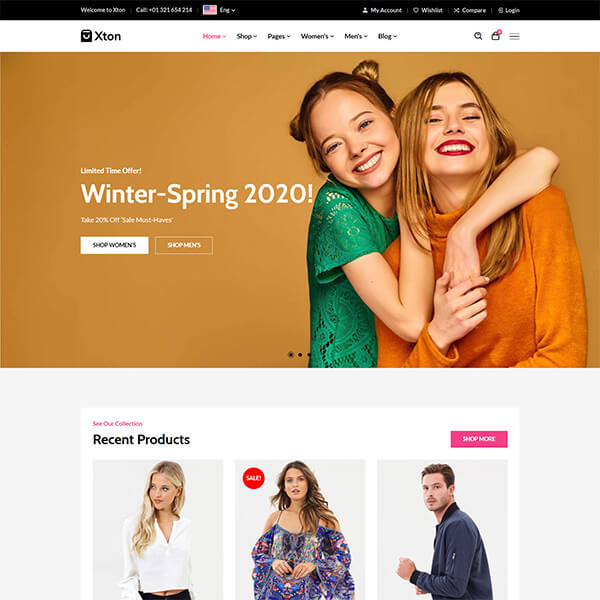 Welcome to Xton | Call: +01 321 654 214 | Eng
My Account | Wishlist | Compare | Login
Xton
Home Shop Pages Women's Men's Blog
Limited Time Offer!
Winter-Spring 2020!
Take 20% Off 'Sale Must-Haves'
SHOP WOMEN'S SHOP MEN'S
See Our Collection
Recent Products
SHOP MORE
SALE!